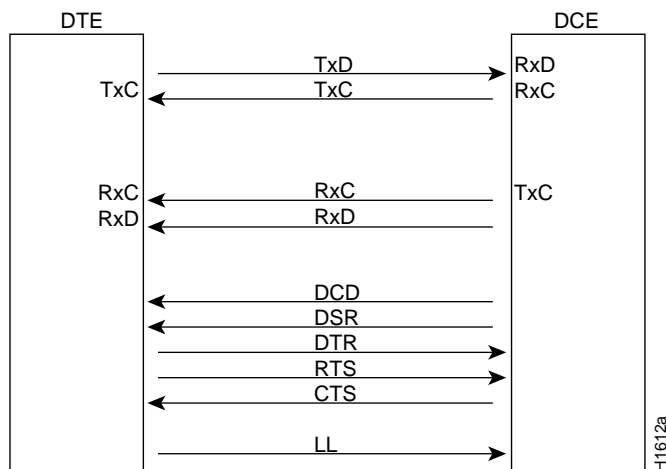 DTE DCE
TxD RxD
TxC TxC RxC
RxC RxC TxC
RxD RxD
DCD
DSR
DTR
RTS
CTS
LL
H1612a